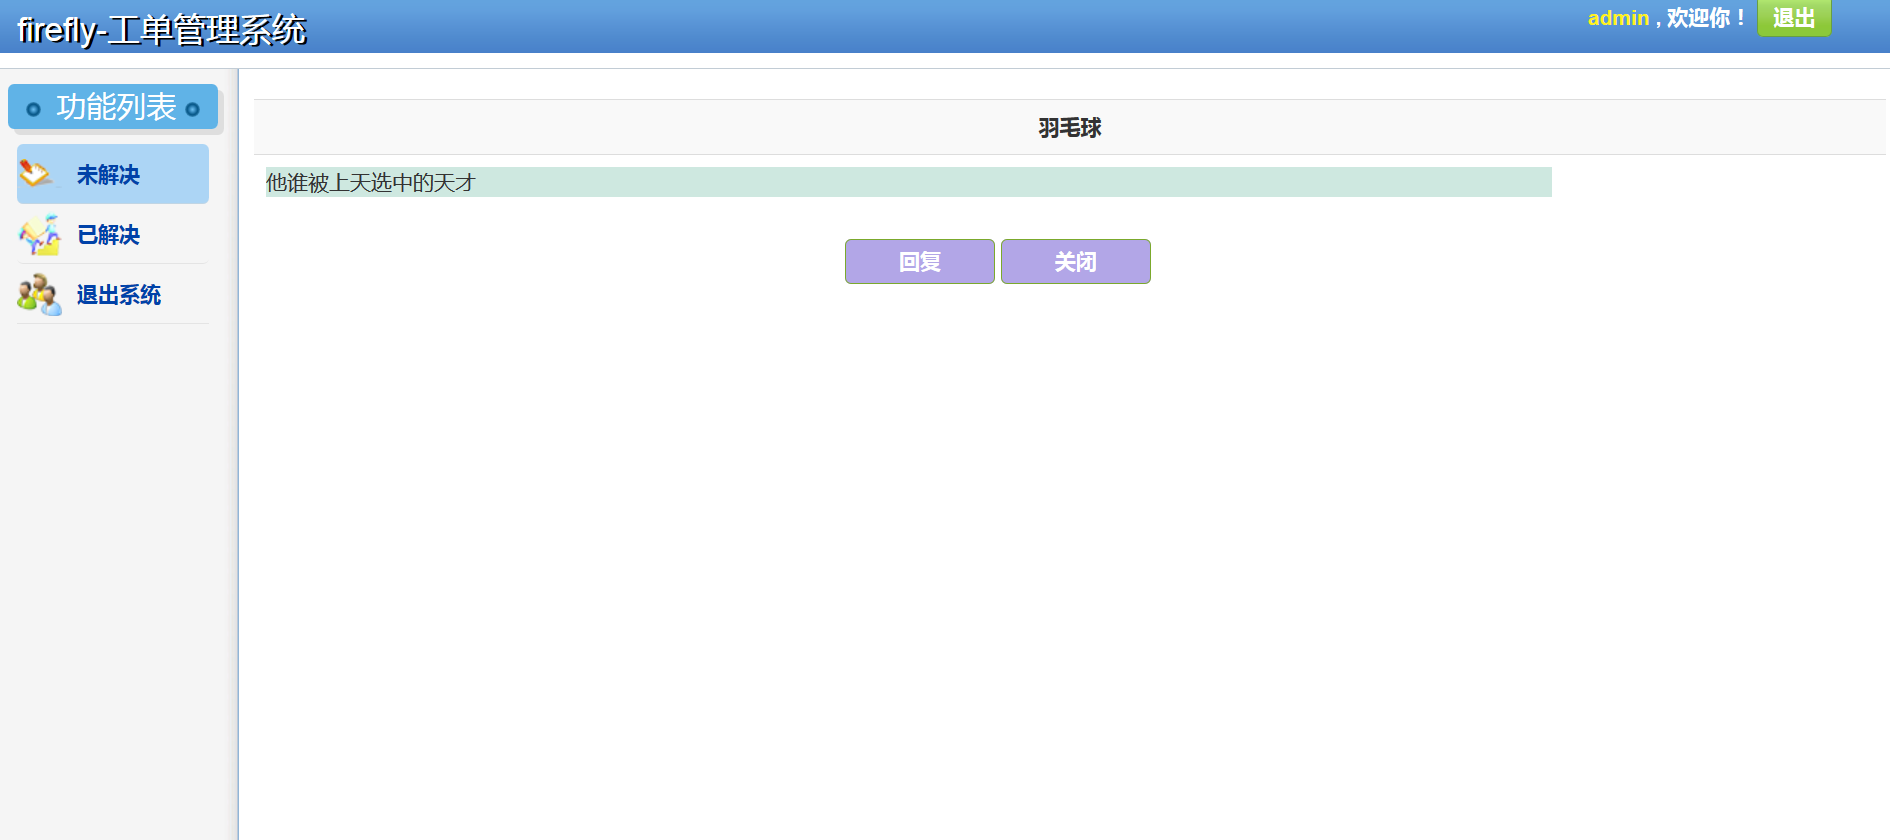 firefly-工单管理系统
admin , 欢迎你！ 退出
功能列表
未解决
已解决
退出系统
羽毛球
他谁被上天选中的天才
回复 关闭